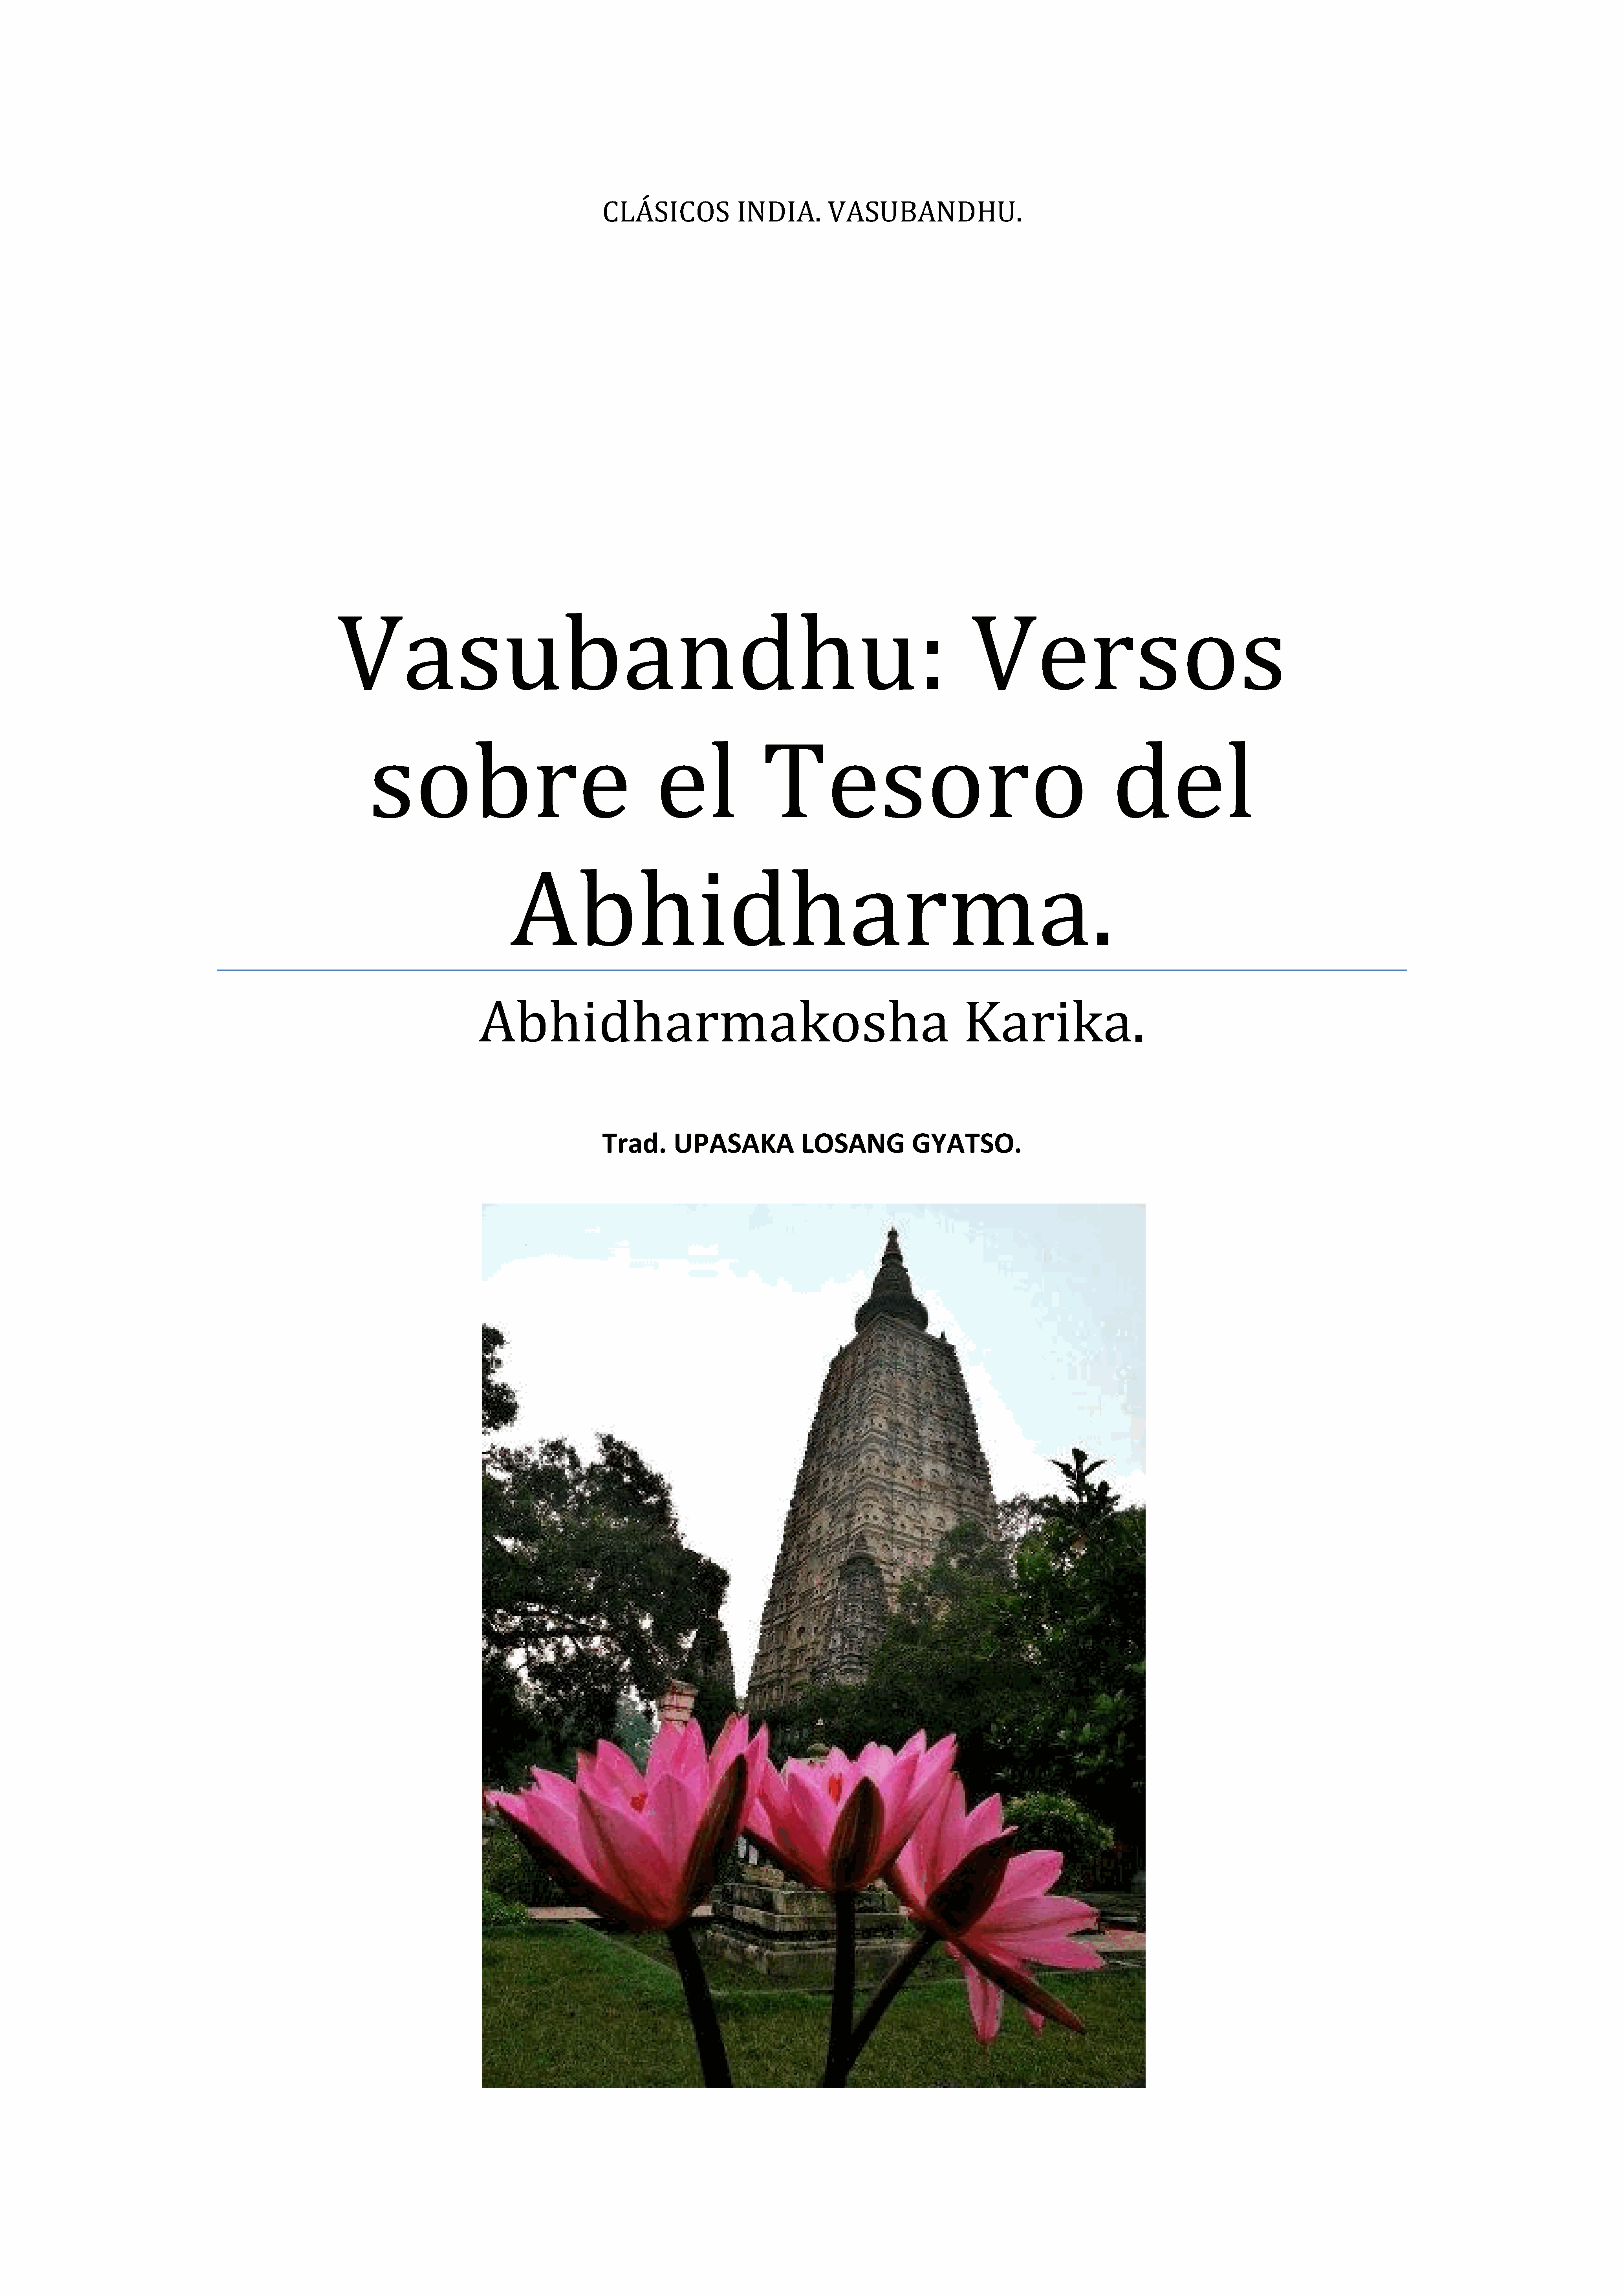 CLÁSICOS INDIA. VASUBANDHU.
Vasubandhu: Versos
sobre el Tesoro del
Abhidharma.
Abhidharmakosha Karika.
Trad. UPASAKA LOSANG GYATSO.